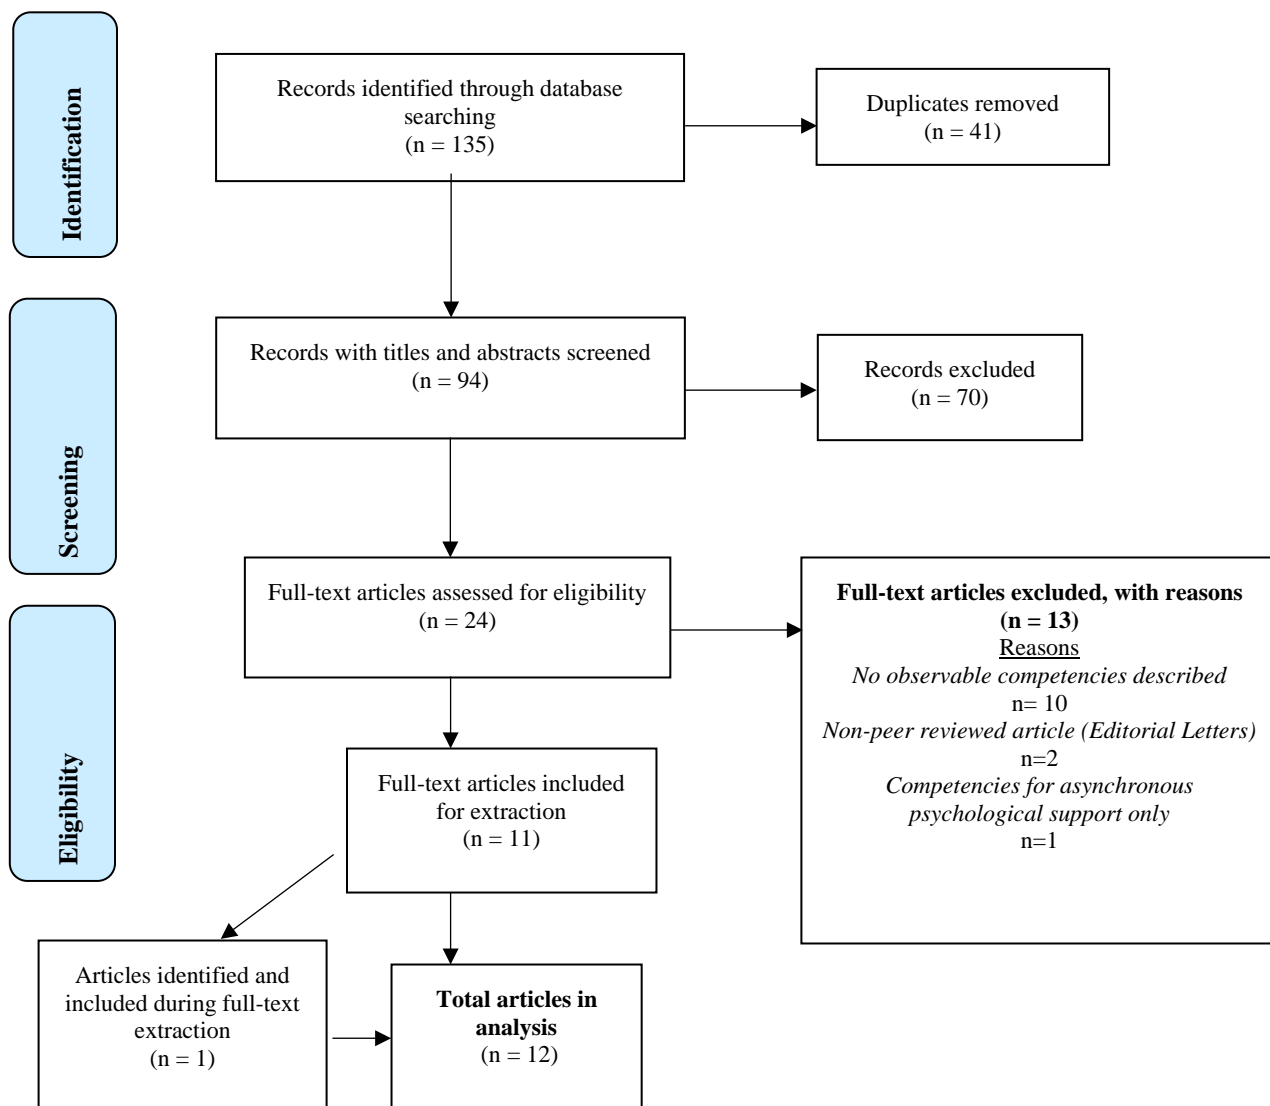 Identification
Records identified through database
searching
(n = 135)
Duplicates removed
(n = 41)
Screening
Records with titles and abstracts screened
(n = 94)
Records excluded
(n = 70)
Eligibility
Full-text articles assessed for eligibility
(n = 24)
Full-text articles excluded, with reasons
(n = 13)
Reasons
No observable competencies described
n= 10
Non-peer reviewed article (Editorial Letters)
n=2
Competencies for asynchronous
psychological support only
n=1
Full-text articles included
for extraction
(n = 11)
Articles identified and
included during full-text
extraction
(n = 1)
Total articles in
analysis
(n = 12)